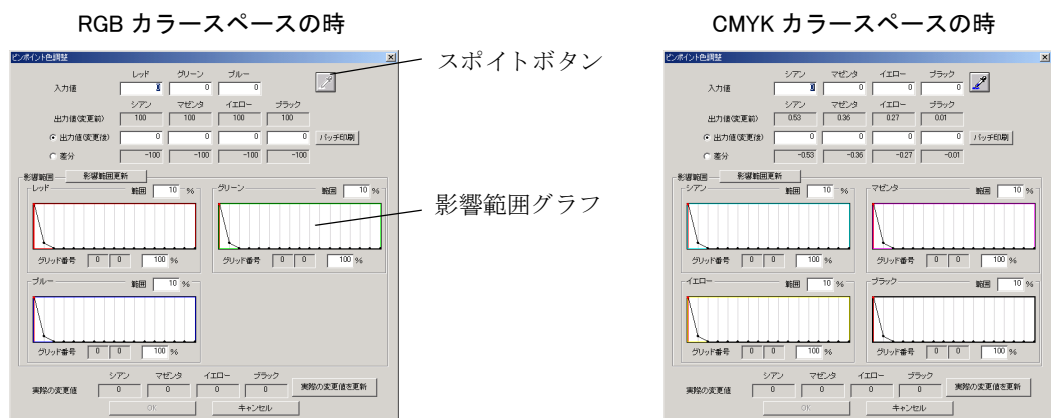 RGB カラースペースの時
ピンポイント色調整
レッド グリーン ブルー
入力値 0 0 0
シアン マゼンタ イエロー ブラック
出力値(変更前) 100 100 100 100
出力値(変更後) 0 0 0 0 パッチ印刷
差分 -100 -100 -100 -100
影響範囲 影響範囲更新
レッド 範囲 10 %
グリッド番号 0 0 100 %
グリーン 範囲 10 %
グリッド番号 0 0 100 %
ブルー 範囲 10 %
グリッド番号 0 0 100 %
シアン マゼンタ イエロー ブラック
実際の変更値 0 0 0 0 実際の変更値を更新
OK キャンセル
スポイトボタン
影響範囲グラフ
CMYK カラースペースの時
ピンポイント色調整
シアン マゼンタ イエロー ブラック
入力値 0 0 0 0
シアン マゼンタ イエロー ブラック
出力値(変更前) 0.53 0.36 0.27 0.01
出力値(変更後) 0 0 0 0 パッチ印刷
差分 -0.53 -0.36 -0.27 -0.01
影響範囲 影響範囲更新
シアン 範囲 10 %
グリッド番号 0 0 100 %
マゼンタ 範囲 10 %
グリッド番号 0 0 100 %
イエロー 範囲 10 %
グリッド番号 0 0 100 %
ブラック 範囲 10 %
グリッド番号 0 0 100 %
シアン マゼンタ イエロー ブラック
実際の変更値 0 0 0 0 実際の変更値を更新
OK キャンセル